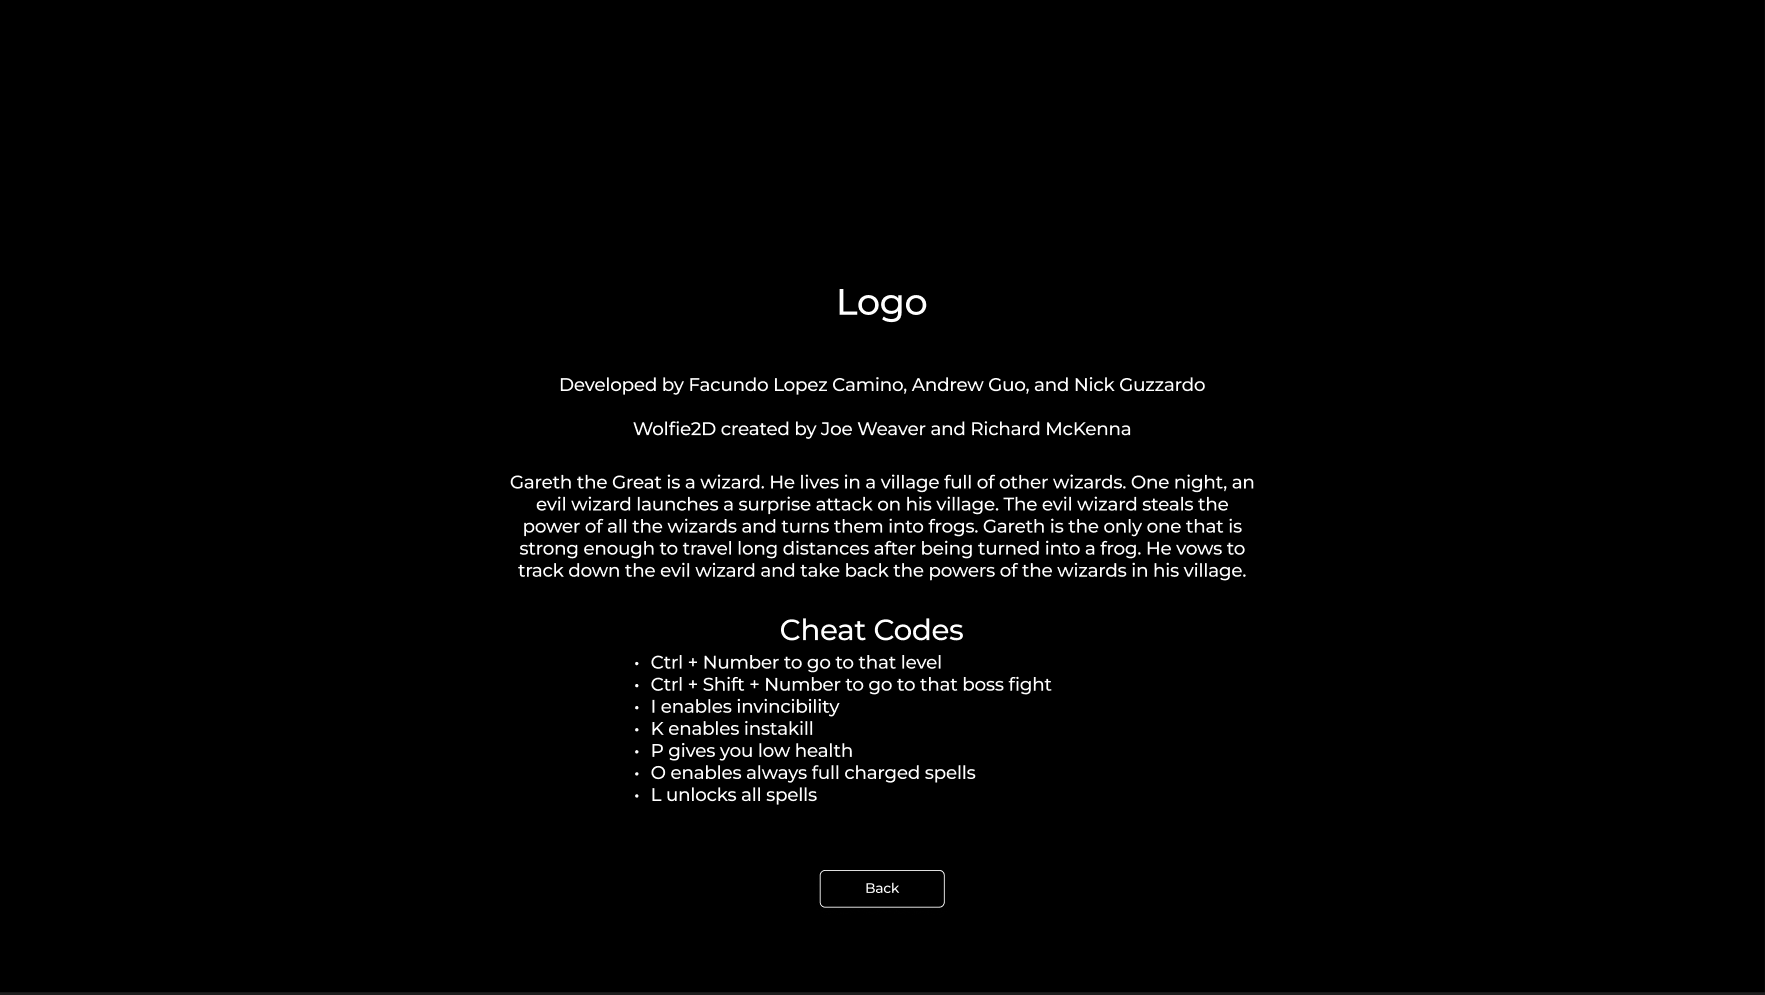 Logo
Developed by Facundo Lopez Camino, Andrew Guo, and Nick Guzzardo
Wolfie2D created by Joe Weaver and Richard McKenna
Gareth the Great is a wizard. He lives in a village full of other wizards. One night, an
evil wizard launches a surprise attack on his village. The evil wizard steals the
power of all the wizards and turns them into frogs. Gareth is the only one that is
strong enough to travel long distances after being turned into a frog. He vows to
track down the evil wizard and take back the powers of the wizards in his village.
Cheat Codes
• Ctrl + Number to go to that level
• Ctrl + Shift + Number to go to that boss fight
• I enables invincibility
• K enables instakill
• P gives you low health
• O enables always full charged spells
• L unlocks all spells
Back